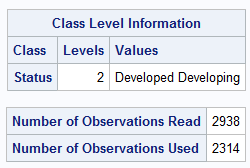 Class Level Information
Class Levels Values
Status 2 Developed Developing
Number of Observations Read 2938
Number of Observations Used 2314